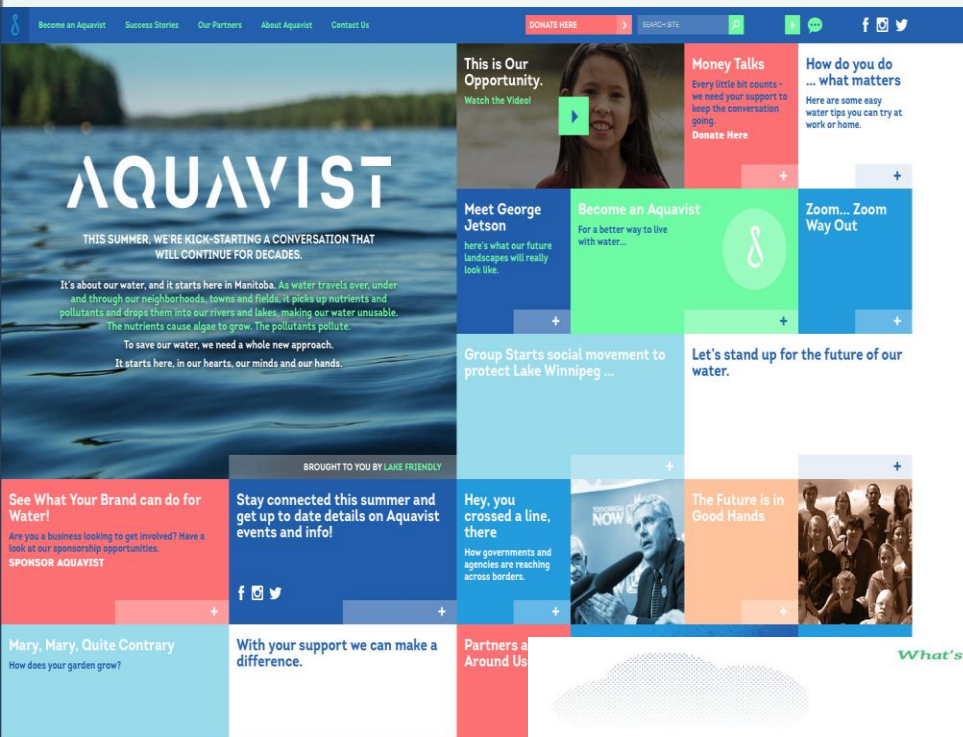 Become an Aquavist Success Stories Our Partners About Aquavist Contact Us
DONATE HERE
SEARCH SITE
AQUAVIST
THIS SUMMER, WE'RE KICK-STARTING A CONVERSATION THAT
WILL CONTINUE FOR DECADES.
It's about our water, and it starts here in Manitoba. As water travels over, under
and through our neighborhoods, towns and fields, it picks up nutrients and
pollutants and drops them into our rivers and lakes, making our water unusable.
The nutrients cause algae to grow. The pollutants pollute.
To save our water, we need a whole new approach.
It starts here, in our hearts, our minds and our hands.
BROUGHT TO YOU BY LAKE FRIENDLY
This is Our
Opportunity.
Watch the Video!
Money Talks
Every little bit counts -
we need your support to
keep the conversation
going.
Donate Here
+
How do you do
... what matters
Here are some easy
water tips you can try at
work or home.
+
Meet George
Jetson
here's what our future
landscapes will really
look like.
+
Become an Aquavist
For a better way to live
with water...
+
Zoom... Zoom
Way Out
+
Group Starts social movement to
protect Lake Winnipeg ...
+
Let's stand up for the future of our
water.
+
See What Your Brand can do for
Water!
Are you a business looking to get involved? Have a
look at our sponsorship opportunities.
SPONSOR AQUAVIST
+
Stay connected this summer and
get up to date details on Aquavist
events and info!
+
Hey, you
crossed a line,
there
How governments and
agencies are reaching
across borders.
+
NOW
The Future is in
Good Hands
+
Mary, Mary, Quite Contrary
How does your garden grow?
With your support we can make a
difference.
Partners a
Around Us
What's